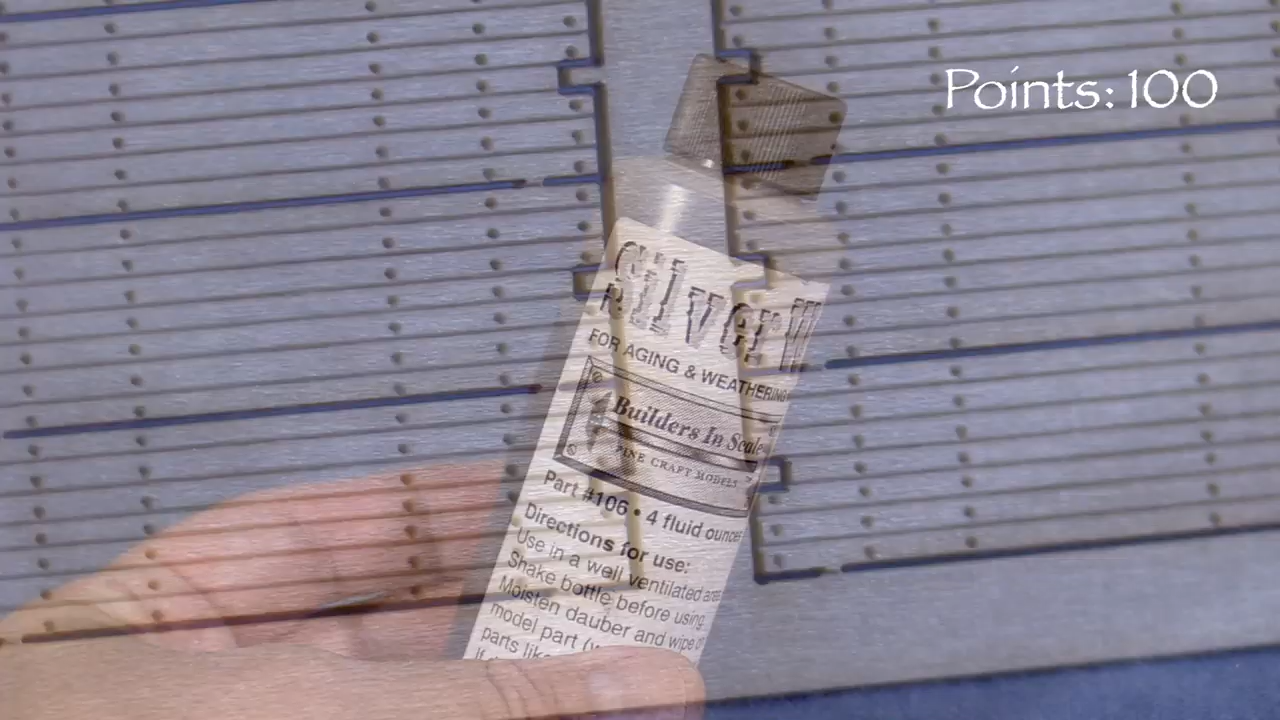 Points: 100
Silver
FOR AGING & WEATHERING
Builders In Scale
FINE CRAFT MODELS
Part #106 • 4 fluid ounces
Directions for use:
Use in a well ventilated area
Shake bottle before using
Moisten dauber and wipe
model part
parts like